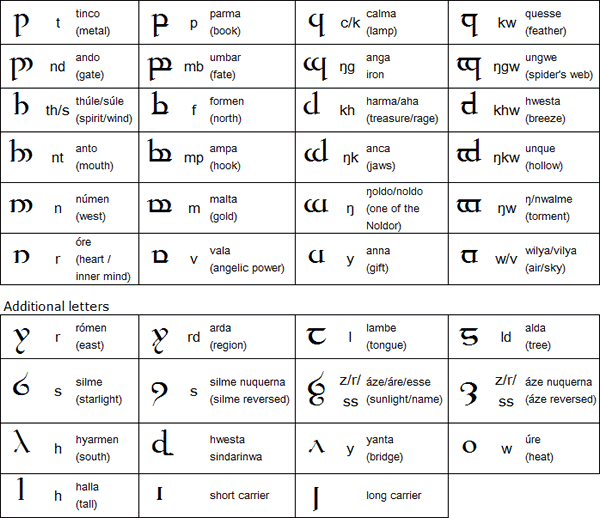 t
tinco
(metal)
p
parma
(book)
c/k
calma
(lamp)
kw
quesse
(feather)
nd
ando
(gate)
mb
umbar
(fate)
ŋg
anga
iron
ŋgw
ungwe
(spider's web)
th/s
thúle/súle
(spirit/wind)
f
formen
(north)
kh
harma/aha
(treasure/rage)
khw
hwesta
(breeze)
nt
anto
(mouth)
mp
ampa
(hook)
ŋk
anca
(jaws)
ŋkw
unque
(hollow)
n
númen
(west)
m
malta
(gold)
ŋ
ŋoldo/noldo
(one of the
Noldor)
ŋw
ŋ/nwalme
(torment)
r
óre
(heart /
inner mind)
v
vala
(angelic power)
y
anna
(gift)
w/v
wilya/vilya
(air/sky)
Additional letters
r
rómen
(east)
rd
arda
(region)
l
lambe
(tongue)
ld
alda
(tree)
s
silme
(starlight)
s
silme nuquerna
(silme reversed)
z/r/
ss
áze/áre/esse
(sunlight/name)
z/r/
ss
áze nuquerna
(áze reversed)
h
hyarmen
(south)
hwesta
sindarinwa
y
yanta
(bridge)
w
úre
(heat)
h
halla
(tall)
short carrier
long carrier